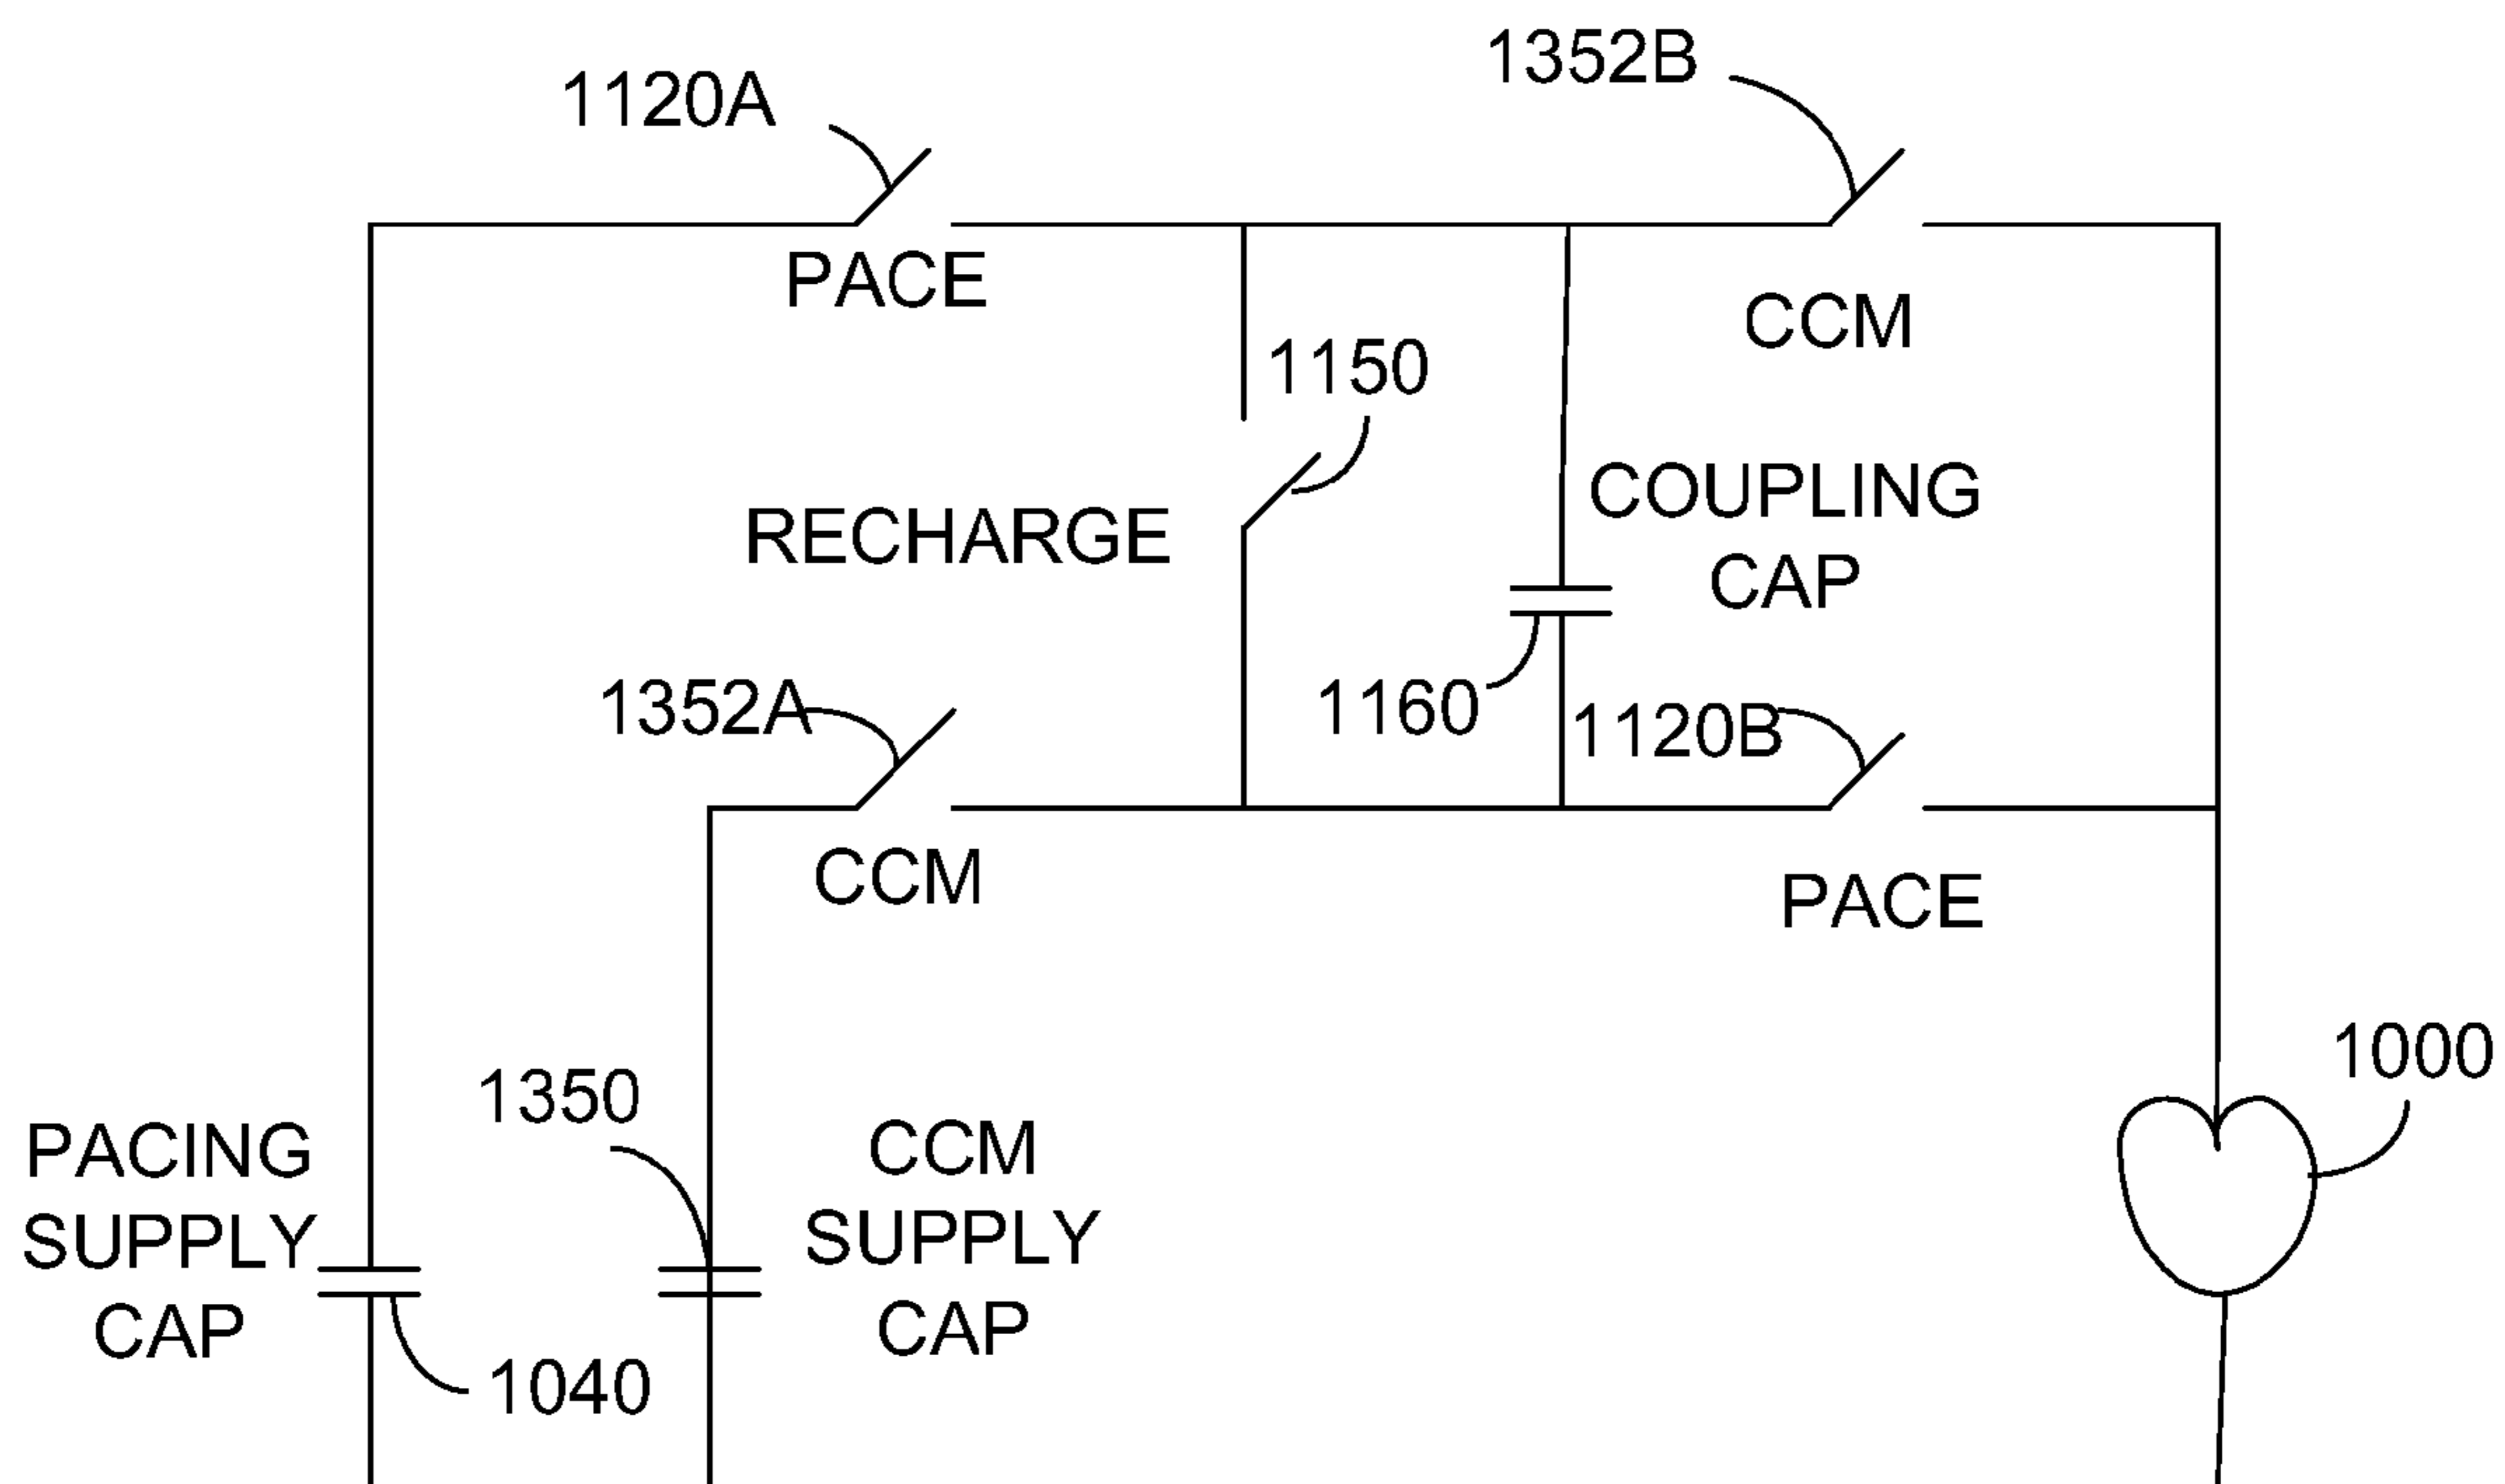 1352B
1120A
PACE
CCM
1150
COUPLING
CAP
RECHARGE
1352A
1160
1120B
CCM
PACE
1000
1350
PACING
SUPPLY
CAP
CCM
SUPPLY
CAP
1040